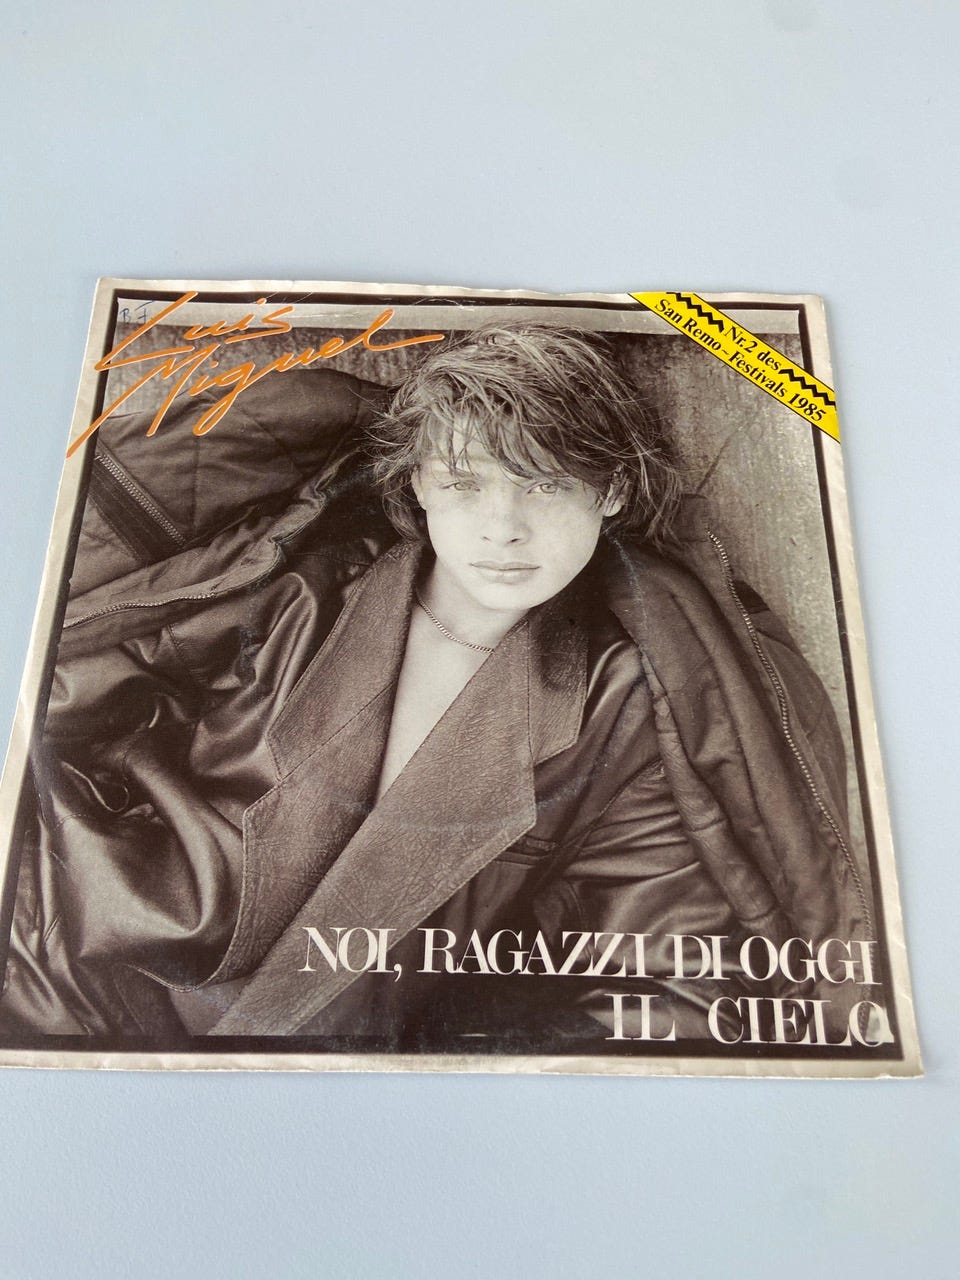 B F
Luis
Miguel
Nr. 2 des
San Remo-Festivals 1985
NOI, RAGAZZI DI OGGI
IL CIELO